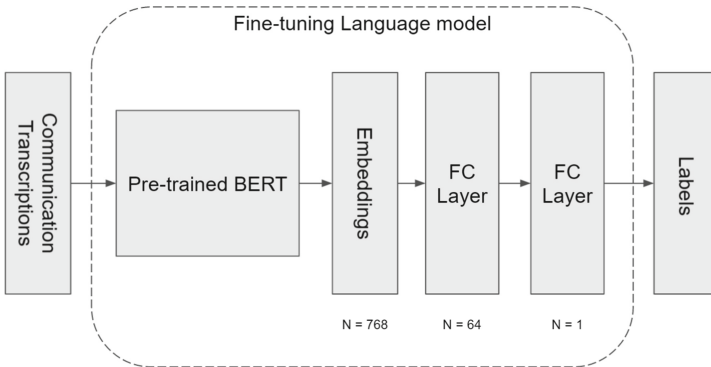 Fine-tuning Language model
Communication
Transcriptions
Pre-trained BERT
Embeddings
FC
Layer
FC
Layer
Labels
N = 768
N = 64
N = 1